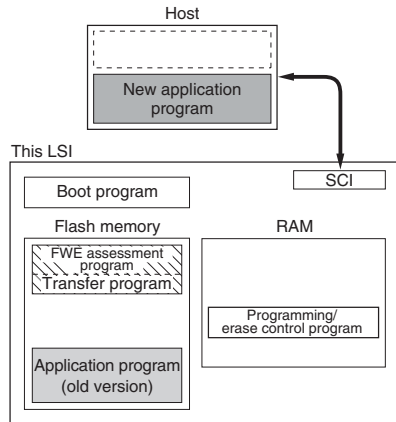 Host
New application
program
This LSI
Boot program
SCI
Flash memory
RAM
FWE assessment
program
Transfer program
Programming/
erase control program
Application program
(old version)